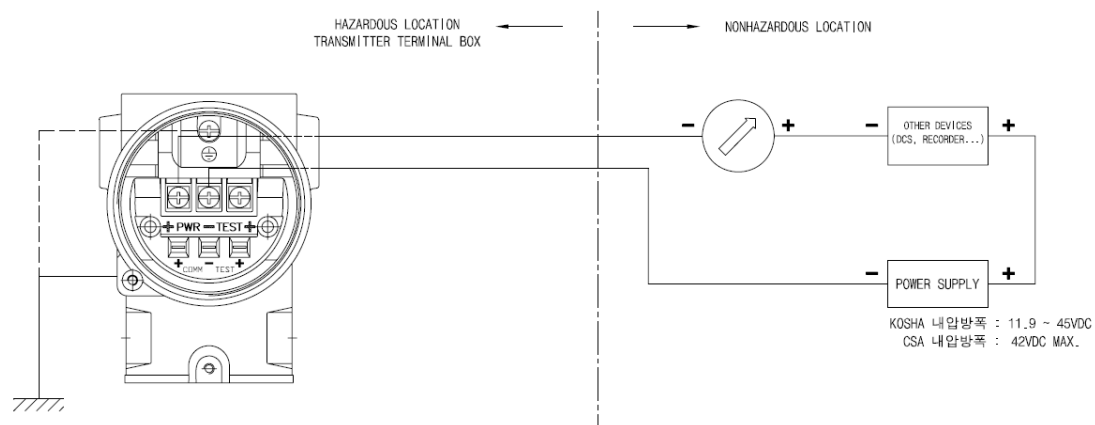 HAZARDOUS LOCATION
TRANSMITTER TERMINAL BOX
NONHAZARDOUS LOCATION
- +
- OTHER DEVICES +
(DCS, RECORDER...)
+ PWR - TEST +
+ - +
COMM TEST
- POWER SUPPLY +
KOSHA 내압방폭 : 11.9 ~ 45VDC
CSA 내압방폭 : 42VDC MAX.